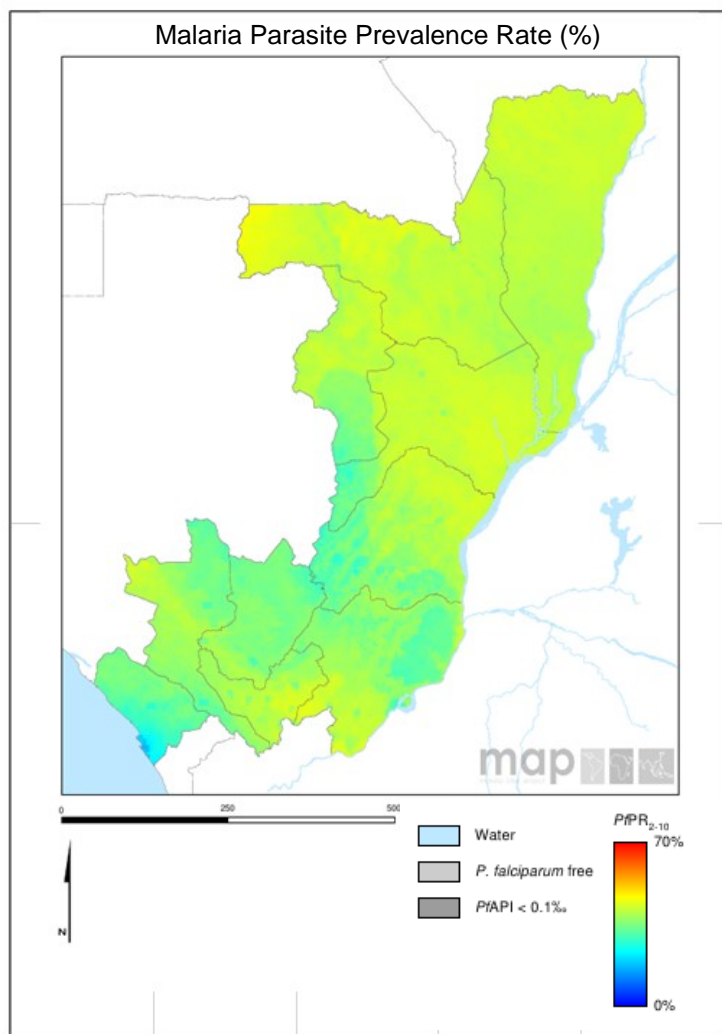 Malaria Parasite Prevalence Rate (%)
map
0 250 500
N
Water
P. falciparum free
PfAPI < 0.1‰
PfPR2-10
70%
0%